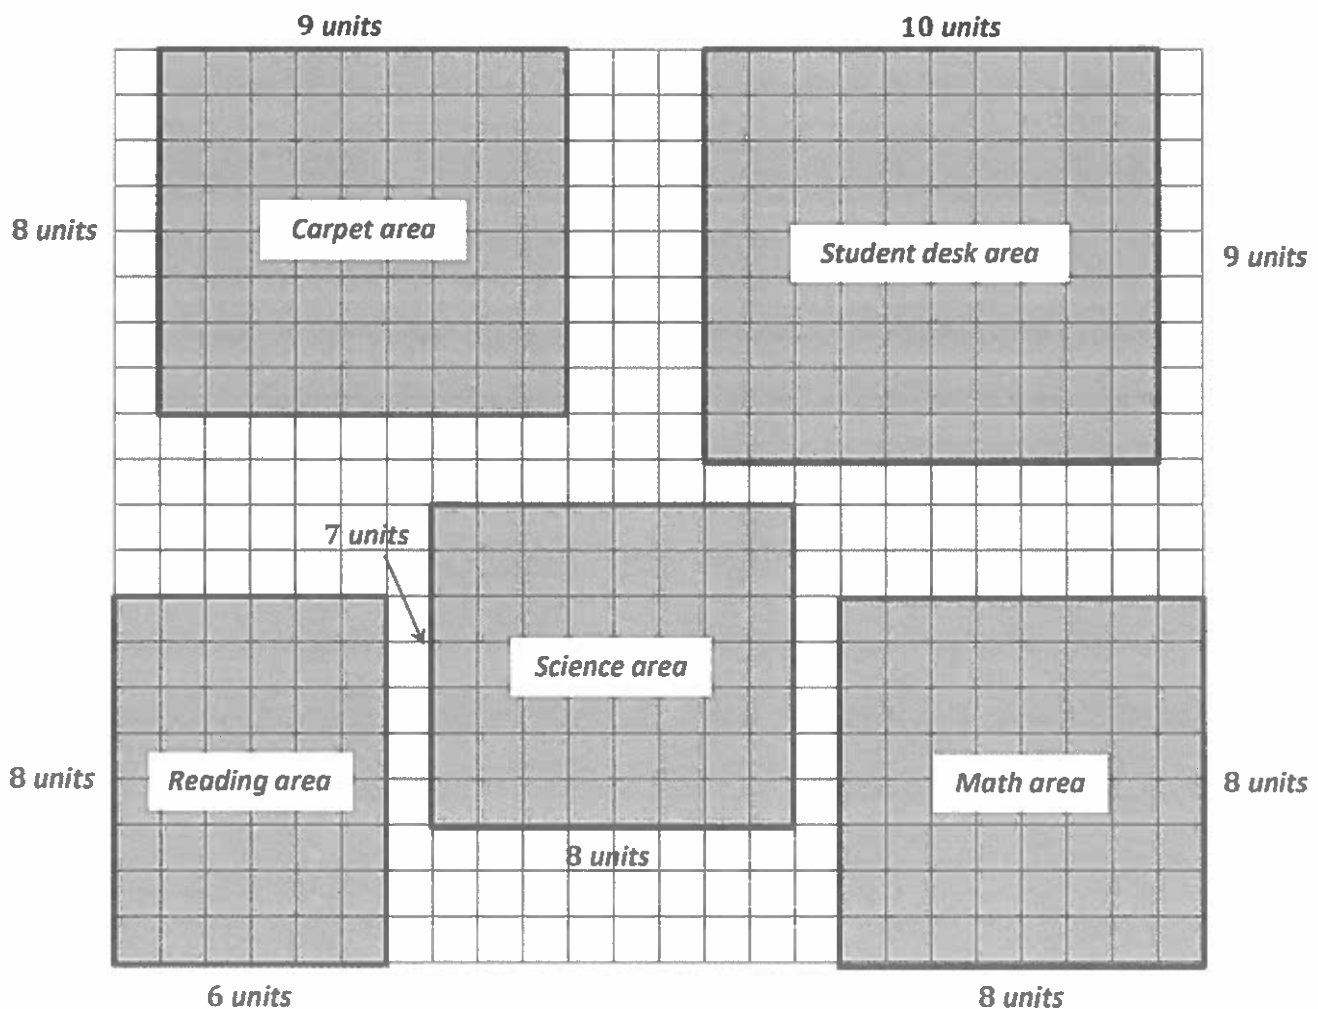 9 units
10 units
8 units
Carpet area
Student desk area
9 units
7 units
Science area
8 units
Reading area
Math area
8 units
8 units
6 units
8 units